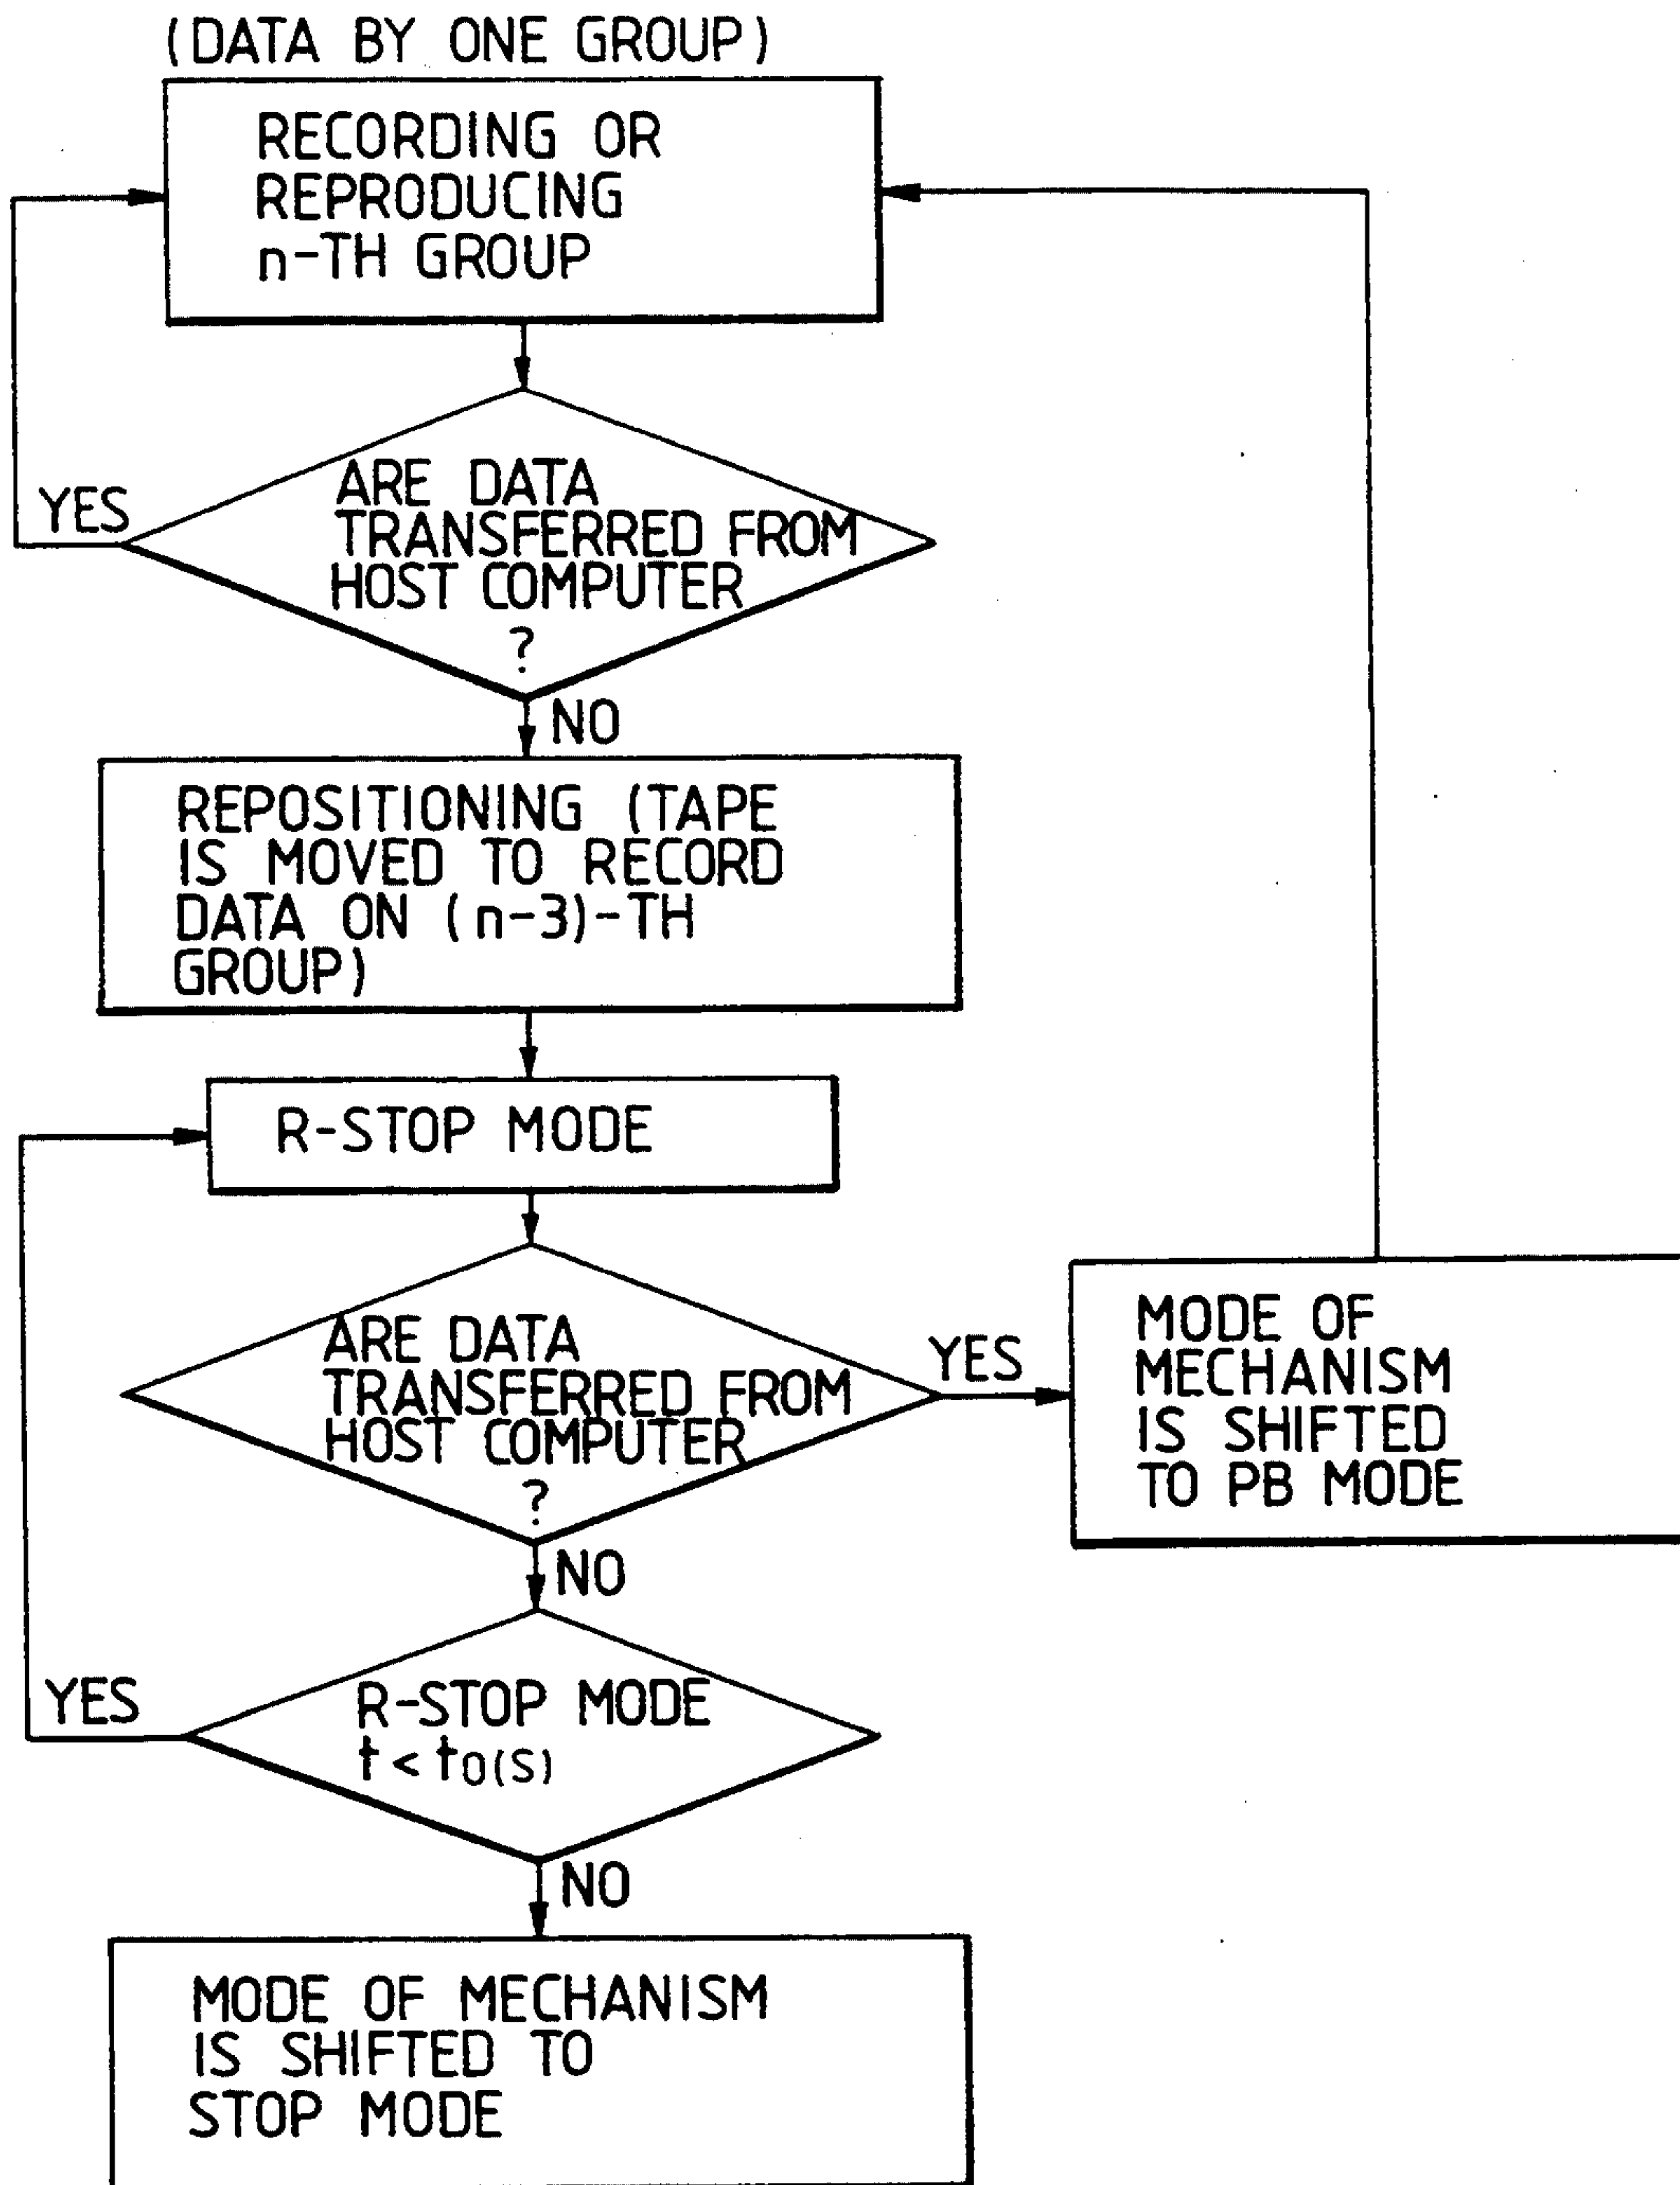 (DATA BY ONE GROUP)
RECORDING OR
REPRODUCING
n-TH GROUP
ARE DATA
TRANSFERRED FROM
HOST COMPUTER
?
YES
NO
REPOSITIONING (TAPE
IS MOVED TO RECORD
DATA ON (n-3)-TH
GROUP)
R-STOP MODE
ARE DATA
TRANSFERRED FROM
HOST COMPUTER
?
YES
MODE OF
MECHANISM
IS SHIFTED
TO PB MODE
NO
R-STOP MODE
t < t0(S)
YES
NO
MODE OF MECHANISM
IS SHIFTED TO
STOP MODE